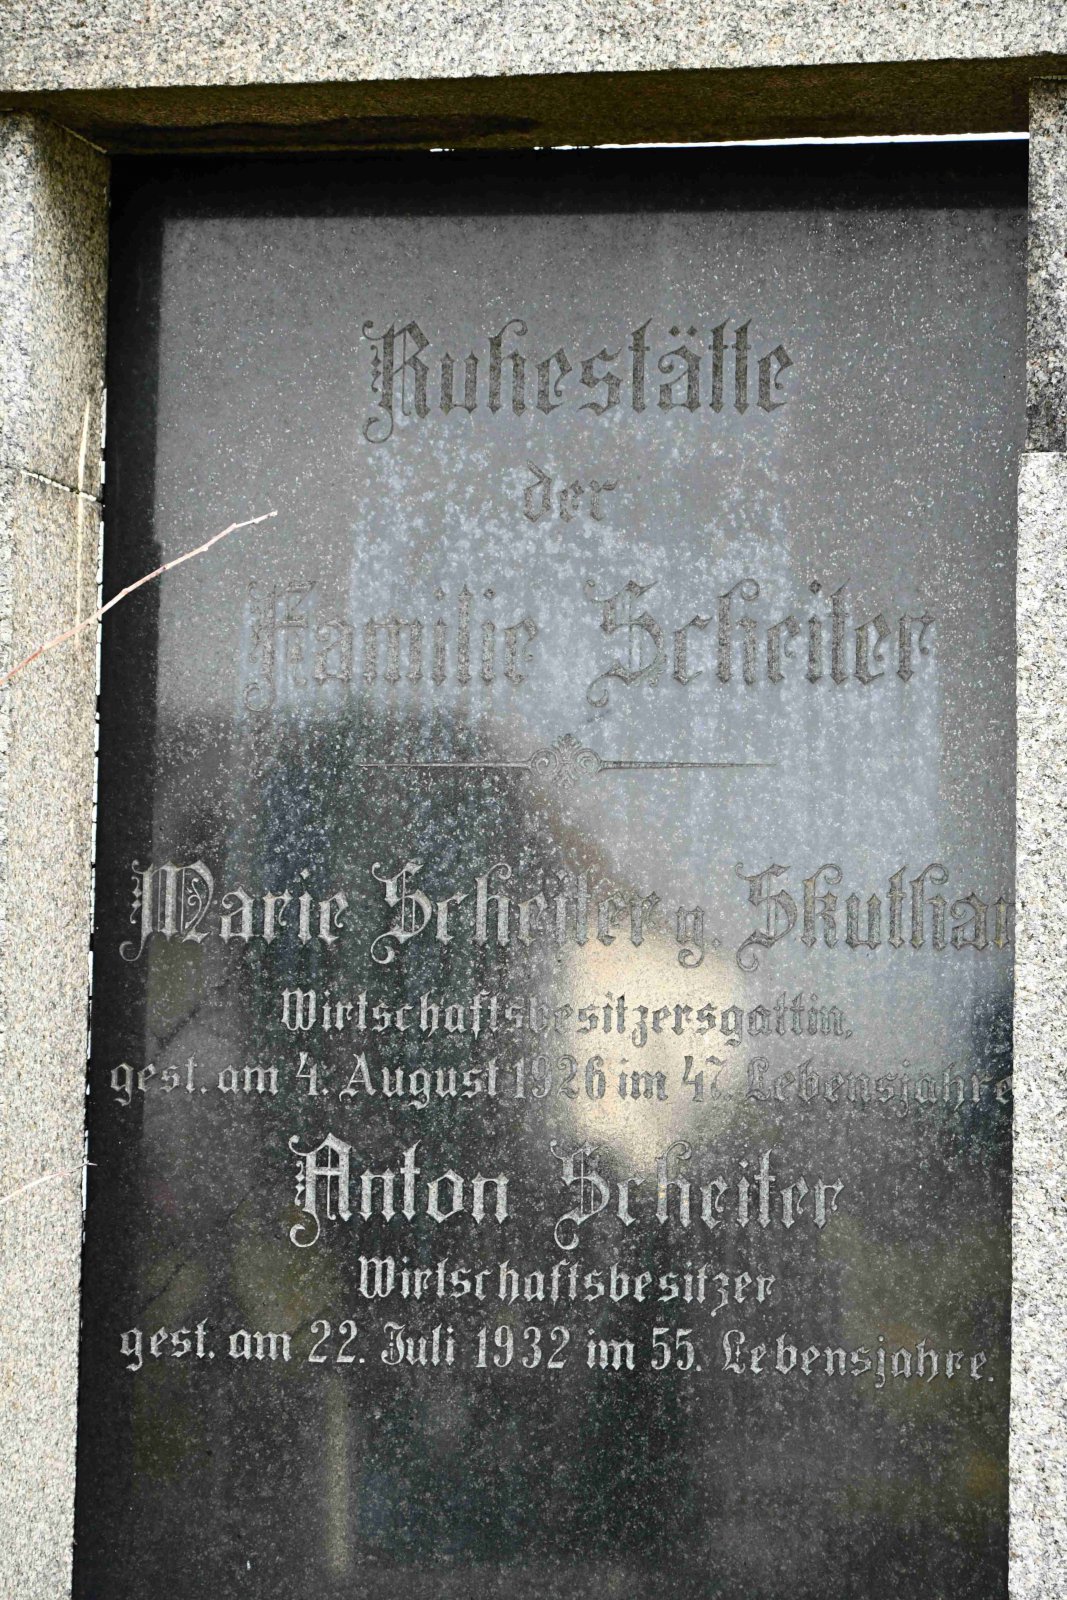 Ruhestätte
der
Familie Scheiter
Marie Scheiter g. Skuthan
Wirtschaftsbesitzersgattin,
gest. am 4. August 1926 im 47. Lebensjahre
Anton Scheiter
Wirtschaftsbesitzer
gest. am 22. Juli 1932 im 55. Lebensjahre.